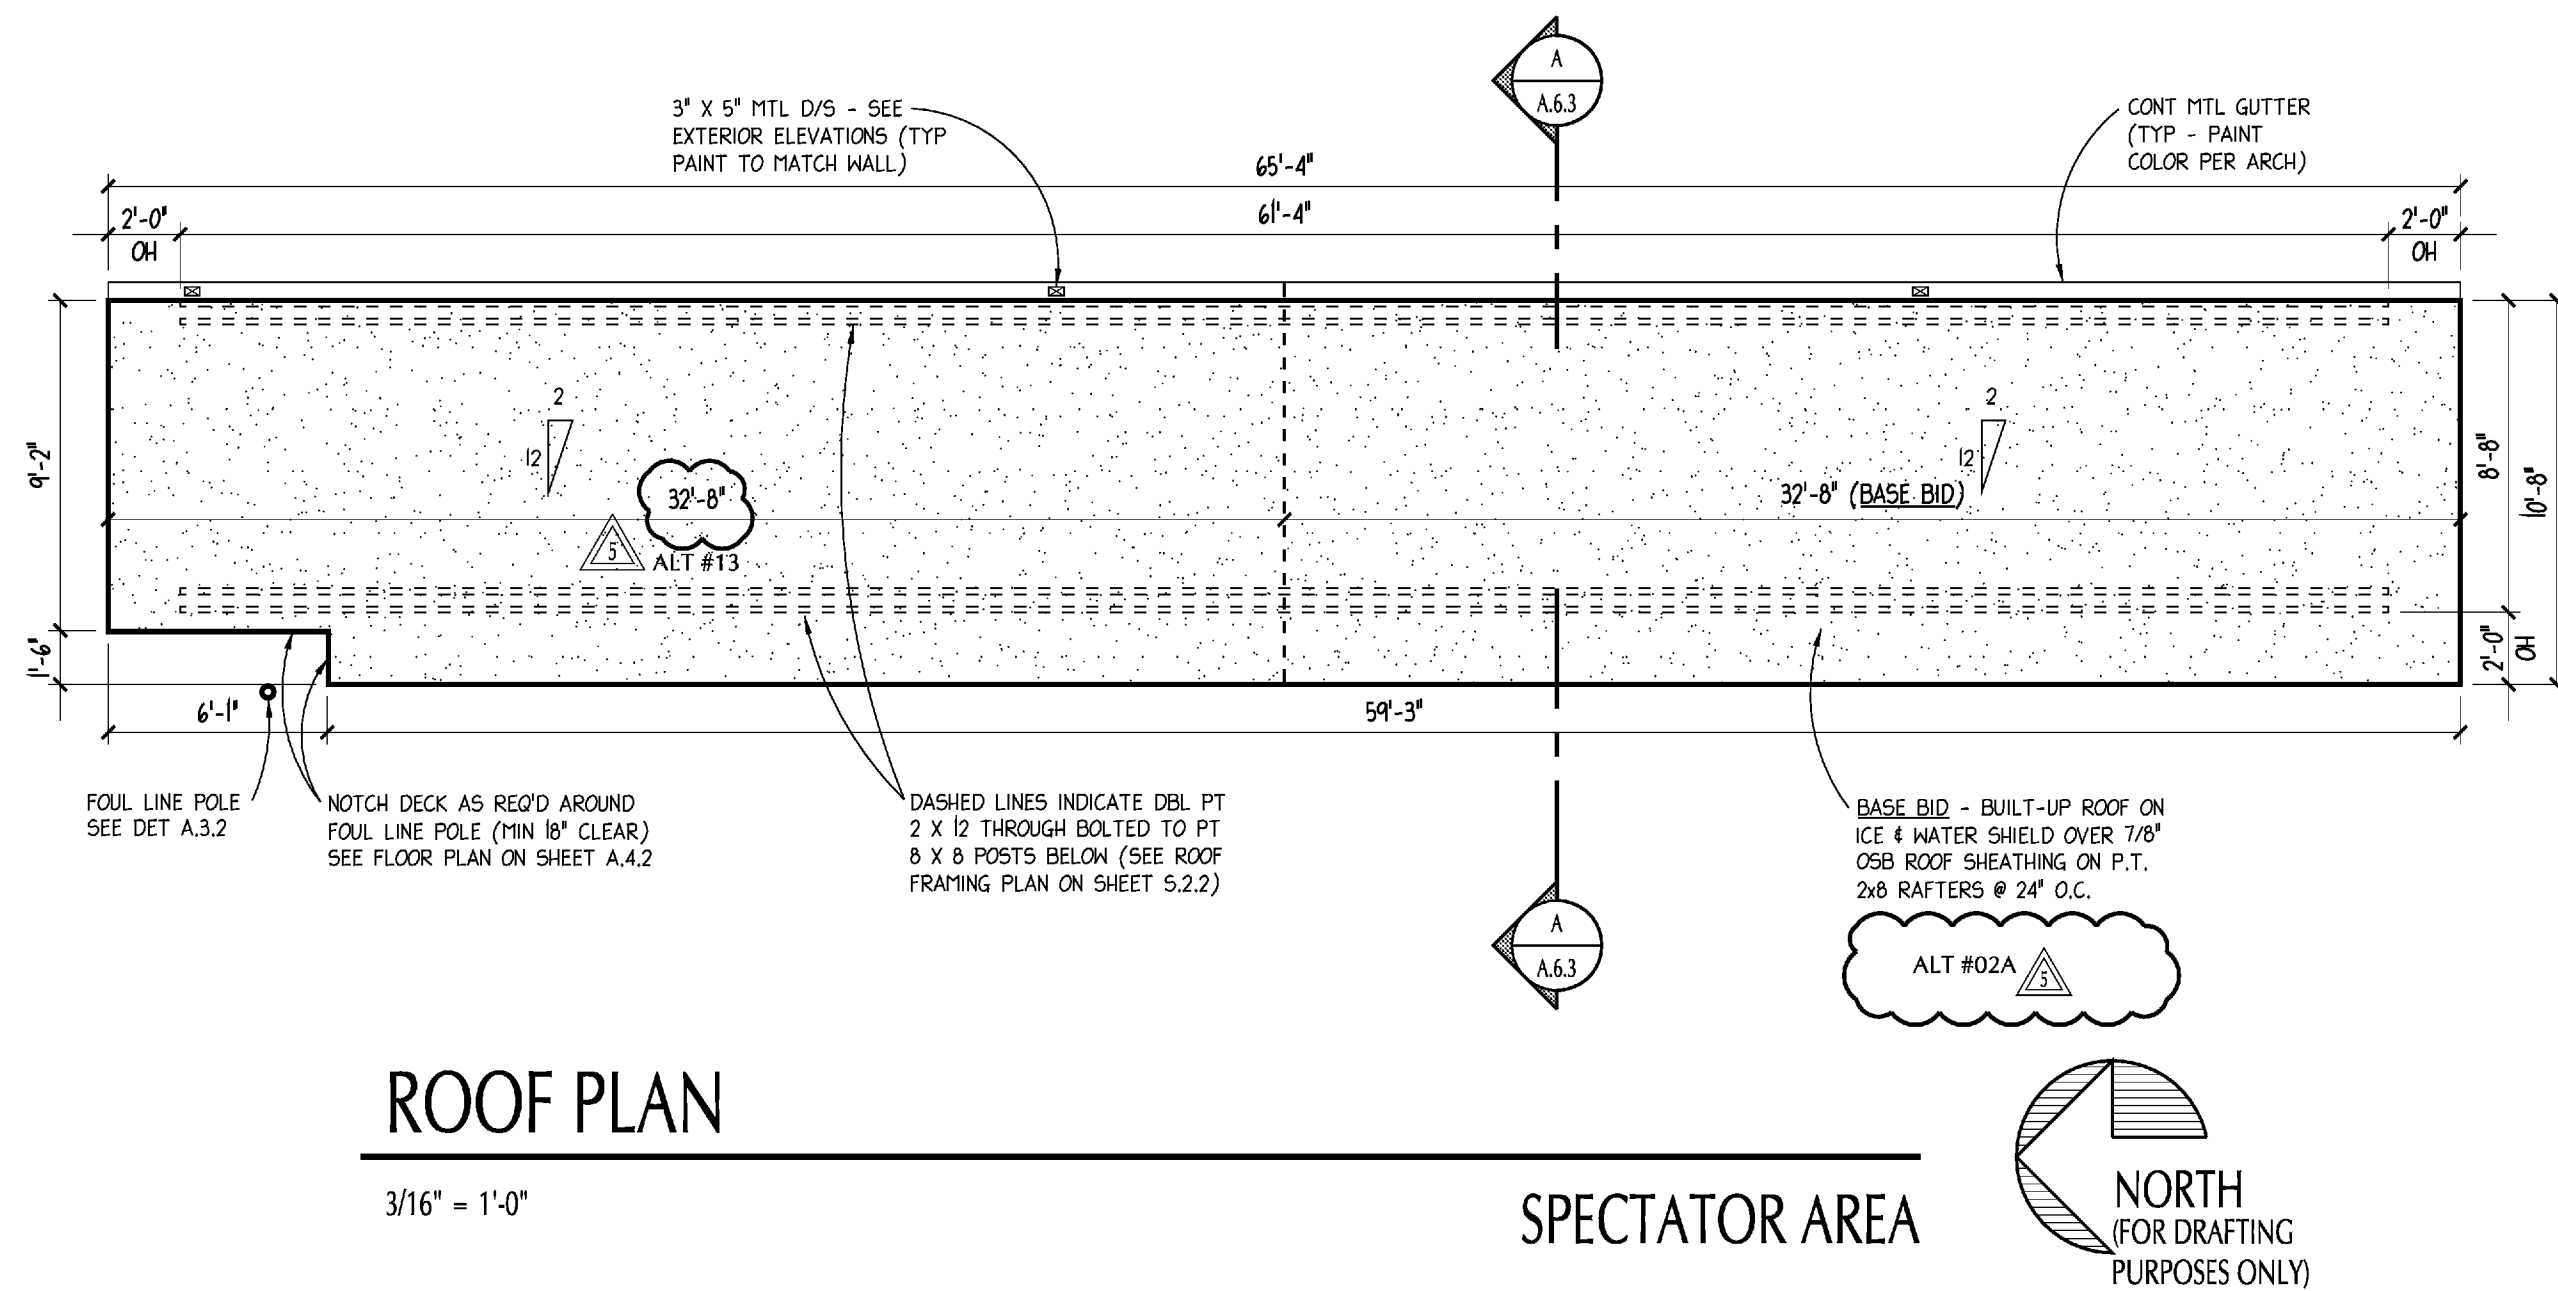 A
A.6.3
3" X 5" MTL D/S - SEE
EXTERIOR ELEVATIONS (TYP
PAINT TO MATCH WALL)
CONT MTL GUTTER
(TYP - PAINT
COLOR PER ARCH)
65'-4"
2'-0"
OH
61'-4"
2'-0"
OH
9'-2"
1'-6"
2
12
32'-8"
5
ALT #13
2
12
32'-8" (BASE BID)
8'-8"
10'-8"
2'-0"
OH
6'-1"
59'-3"
FOUL LINE POLE
SEE DET A.3.2
NOTCH DECK AS REQ'D AROUND
FOUL LINE POLE (MIN 18" CLEAR)
SEE FLOOR PLAN ON SHEET A.4.2
DASHED LINES INDICATE DBL PT
2 X 12 THROUGH BOLTED TO PT
8 X 8 POSTS BELOW (SEE ROOF
FRAMING PLAN ON SHEET S.2.2)
BASE BID - BUILT-UP ROOF ON
ICE & WATER SHIELD OVER 7/8"
OSB ROOF SHEATHING ON P.T.
2x8 RAFTERS @ 24" O.C.
A
A.6.3
ALT #02A
5
ROOF PLAN
3/16" = 1'-0"
SPECTATOR AREA
NORTH
(FOR DRAFTING
PURPOSES ONLY)